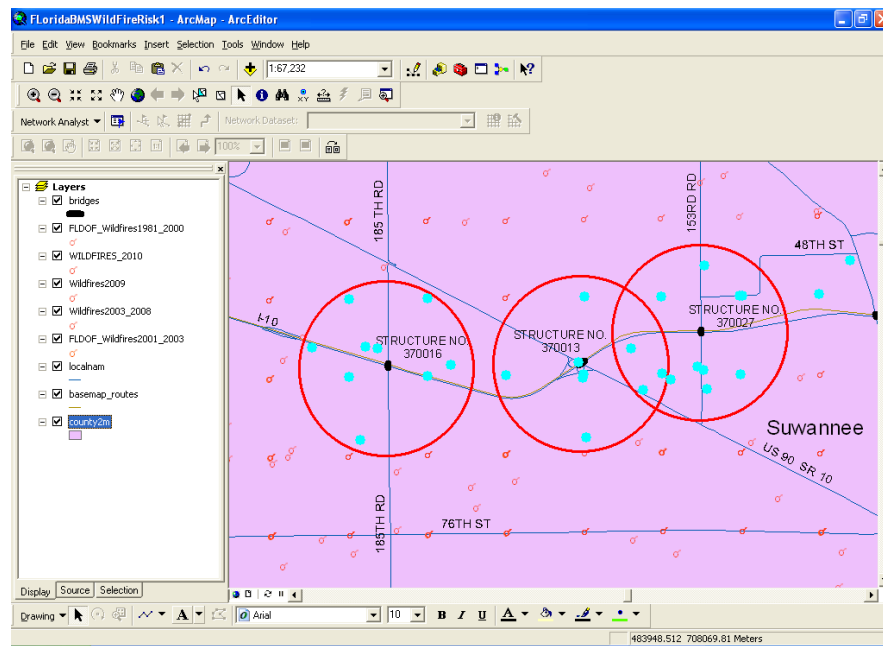 FLoridaBMSWildFireRisk1 - ArcMap - ArcEditor
File Edit View Bookmarks Insert Selection Tools Window Help
1:67,232
Network Analyst Network Dataset:
100%
Layers
bridges
FLDOF_Wildfires1981_2000
WILDFIRES_2010
Wildfires2009
Wildfires2003_2008
FLDOF_Wildfires2001_2003
localnam
basemap_routes
county2m
185 TH RD
153RD RD
48TH ST
I-10
STRUCTURE NO.
370016
STRUCTURE NO.
370013
STRUCTURE NO.
370027
Suwannee
US 90 SR 10
185TH RD
76TH ST
Display Source Selection
Drawing A Arial 10 B I U A
483948.512 708069.81 Meters